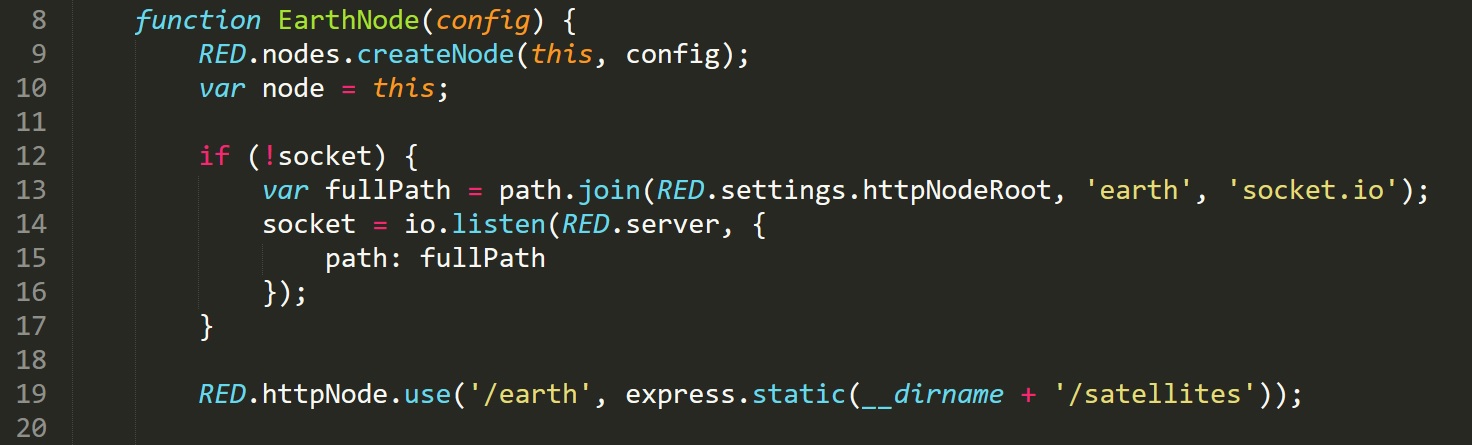 8 function EarthNode(config) {
9 RED.nodes.createNode(this, config);
10 var node = this;
11
12 if (!socket) {
13 var fullPath = path.join(RED.settings.httpNodeRoot, 'earth', 'socket.io');
14 socket = io.listen(RED.server, {
15 path: fullPath
16 });
17 }
18
19 RED.httpNode.use('/earth', express.static(__dirname + '/satellites'));
20